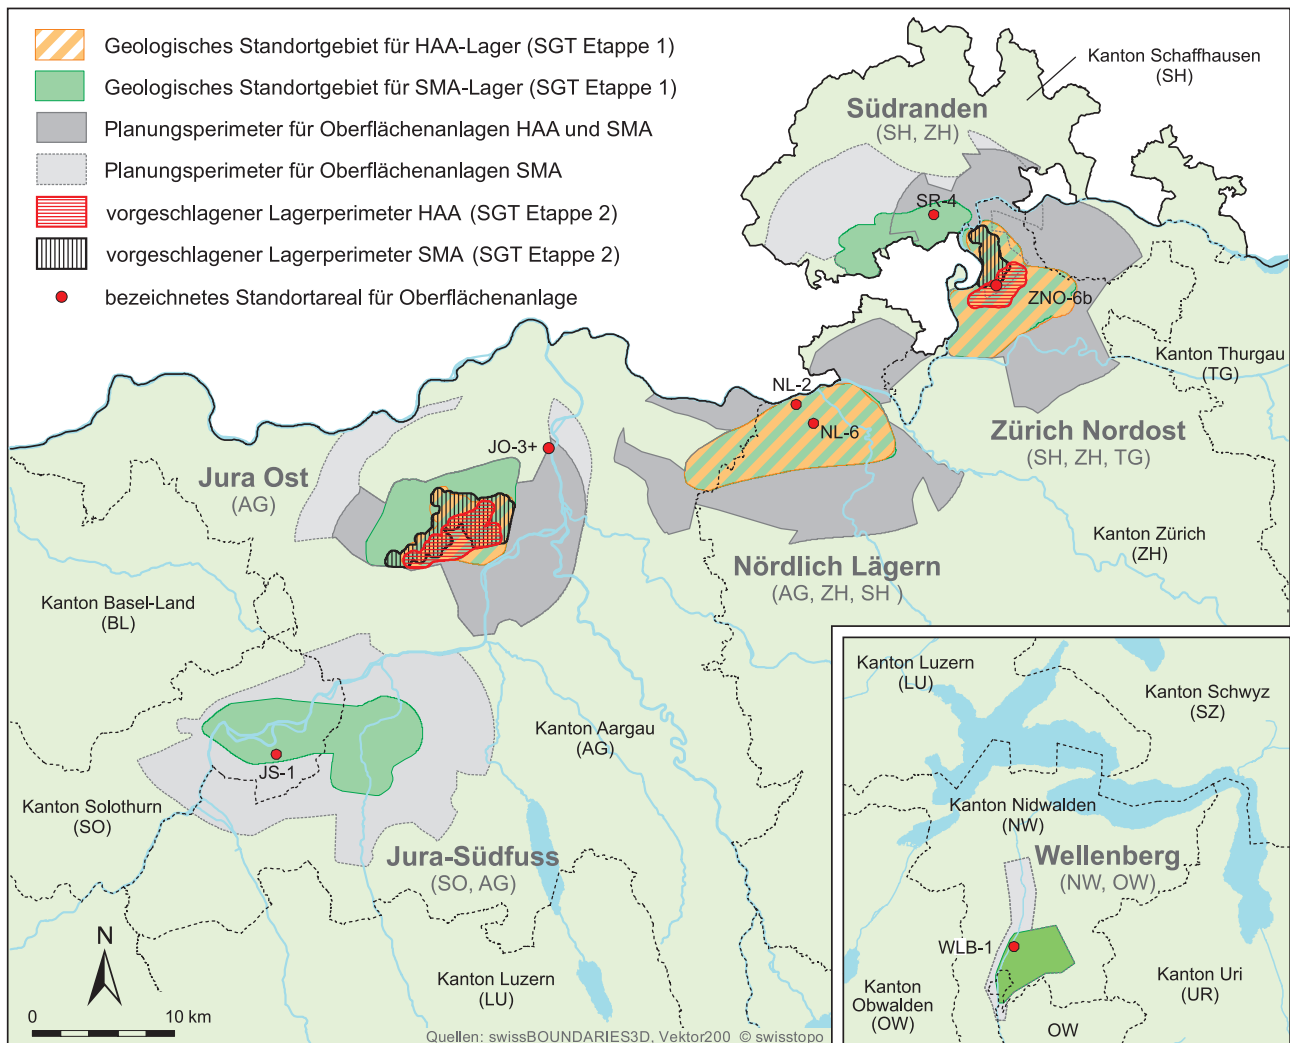 Geologisches Standortgebiet für HAA-Lager (SGT Etappe 1)
Geologisches Standortgebiet für SMA-Lager (SGT Etappe 1)
Planungsperimeter für Oberflächenanlagen HAA und SMA
Planungsperimeter für Oberflächenanlagen SMA
vorgeschlagener Lagerperimeter HAA (SGT Etappe 2)
vorgeschlagener Lagerperimeter SMA (SGT Etappe 2)
bezeichnetes Standortareal für Oberflächenanlage
Kanton Schaffhausen
(SH)
Südranden
(SH, ZH)
SR-4
ZNO-6b
Kanton Thurgau
(TG)
NL-2
NL-6
Zürich Nordost
(SH, ZH, TG)
JO-3+
Jura Ost
(AG)
Kanton Zürich
(ZH)
Nördlich Lägern
(AG, ZH, SH )
Kanton Basel-Land
(BL)
Kanton Aargau
(AG)
JS-1
Kanton Solothurn
(SO)
Jura-Südfuss
(SO, AG)
Kanton Luzern
(LU)
N
0
10 km
Quellen: swissBOUNDARIES3D, Vektor200 © swisstopo
Kanton Luzern
(LU)
Kanton Schwyz
(SZ)
Kanton Nidwalden
(NW)
Wellenberg
(NW, OW)
WLB-1
Kanton Uri
(UR)
Kanton
Obwalden
(OW)
OW